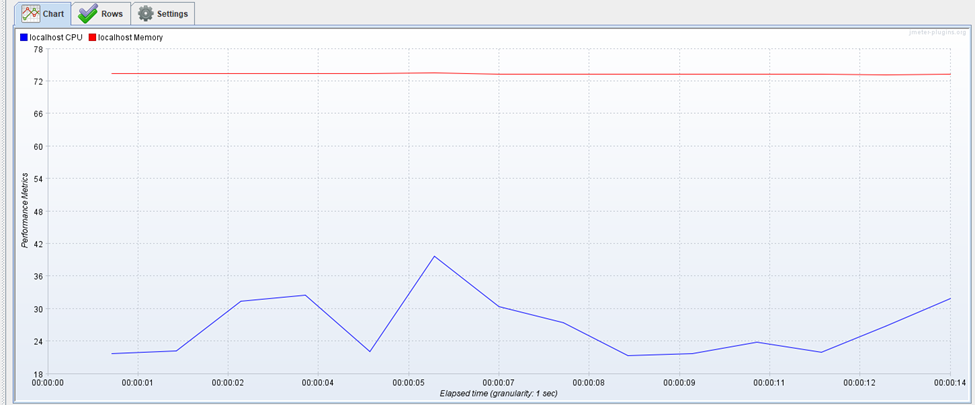 Chart Rows Settings
localhost CPU localhost Memory
jmeter-plugins.org
78
72
66
60
54
48
42
36
30
24
18
Performance Metrics
00:00:00 00:00:01 00:00:02 00:00:04 00:00:05 00:00:07 00:00:08 00:00:09 00:00:11 00:00:12 00:00:14
Elapsed time (granularity: 1 sec)